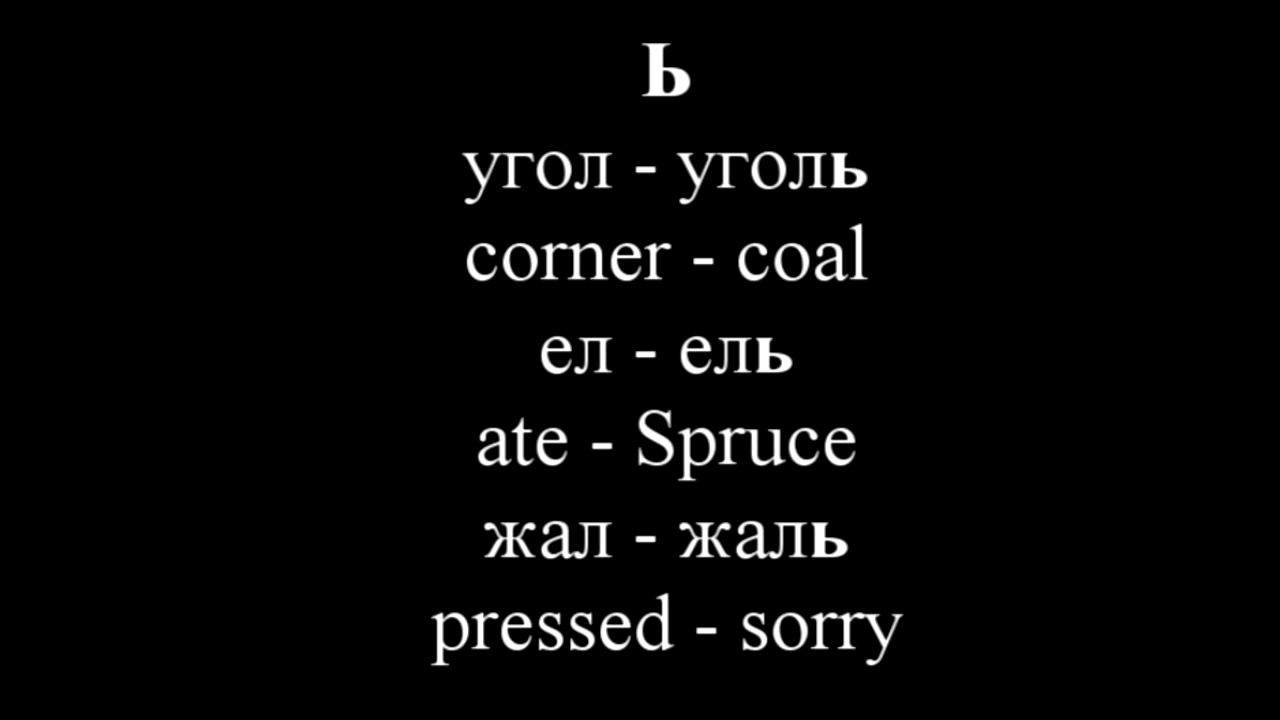 Ь
угол - уголь
corner - coal
ел - ель
ate - Spruce
жал - жаль
pressed - sorry